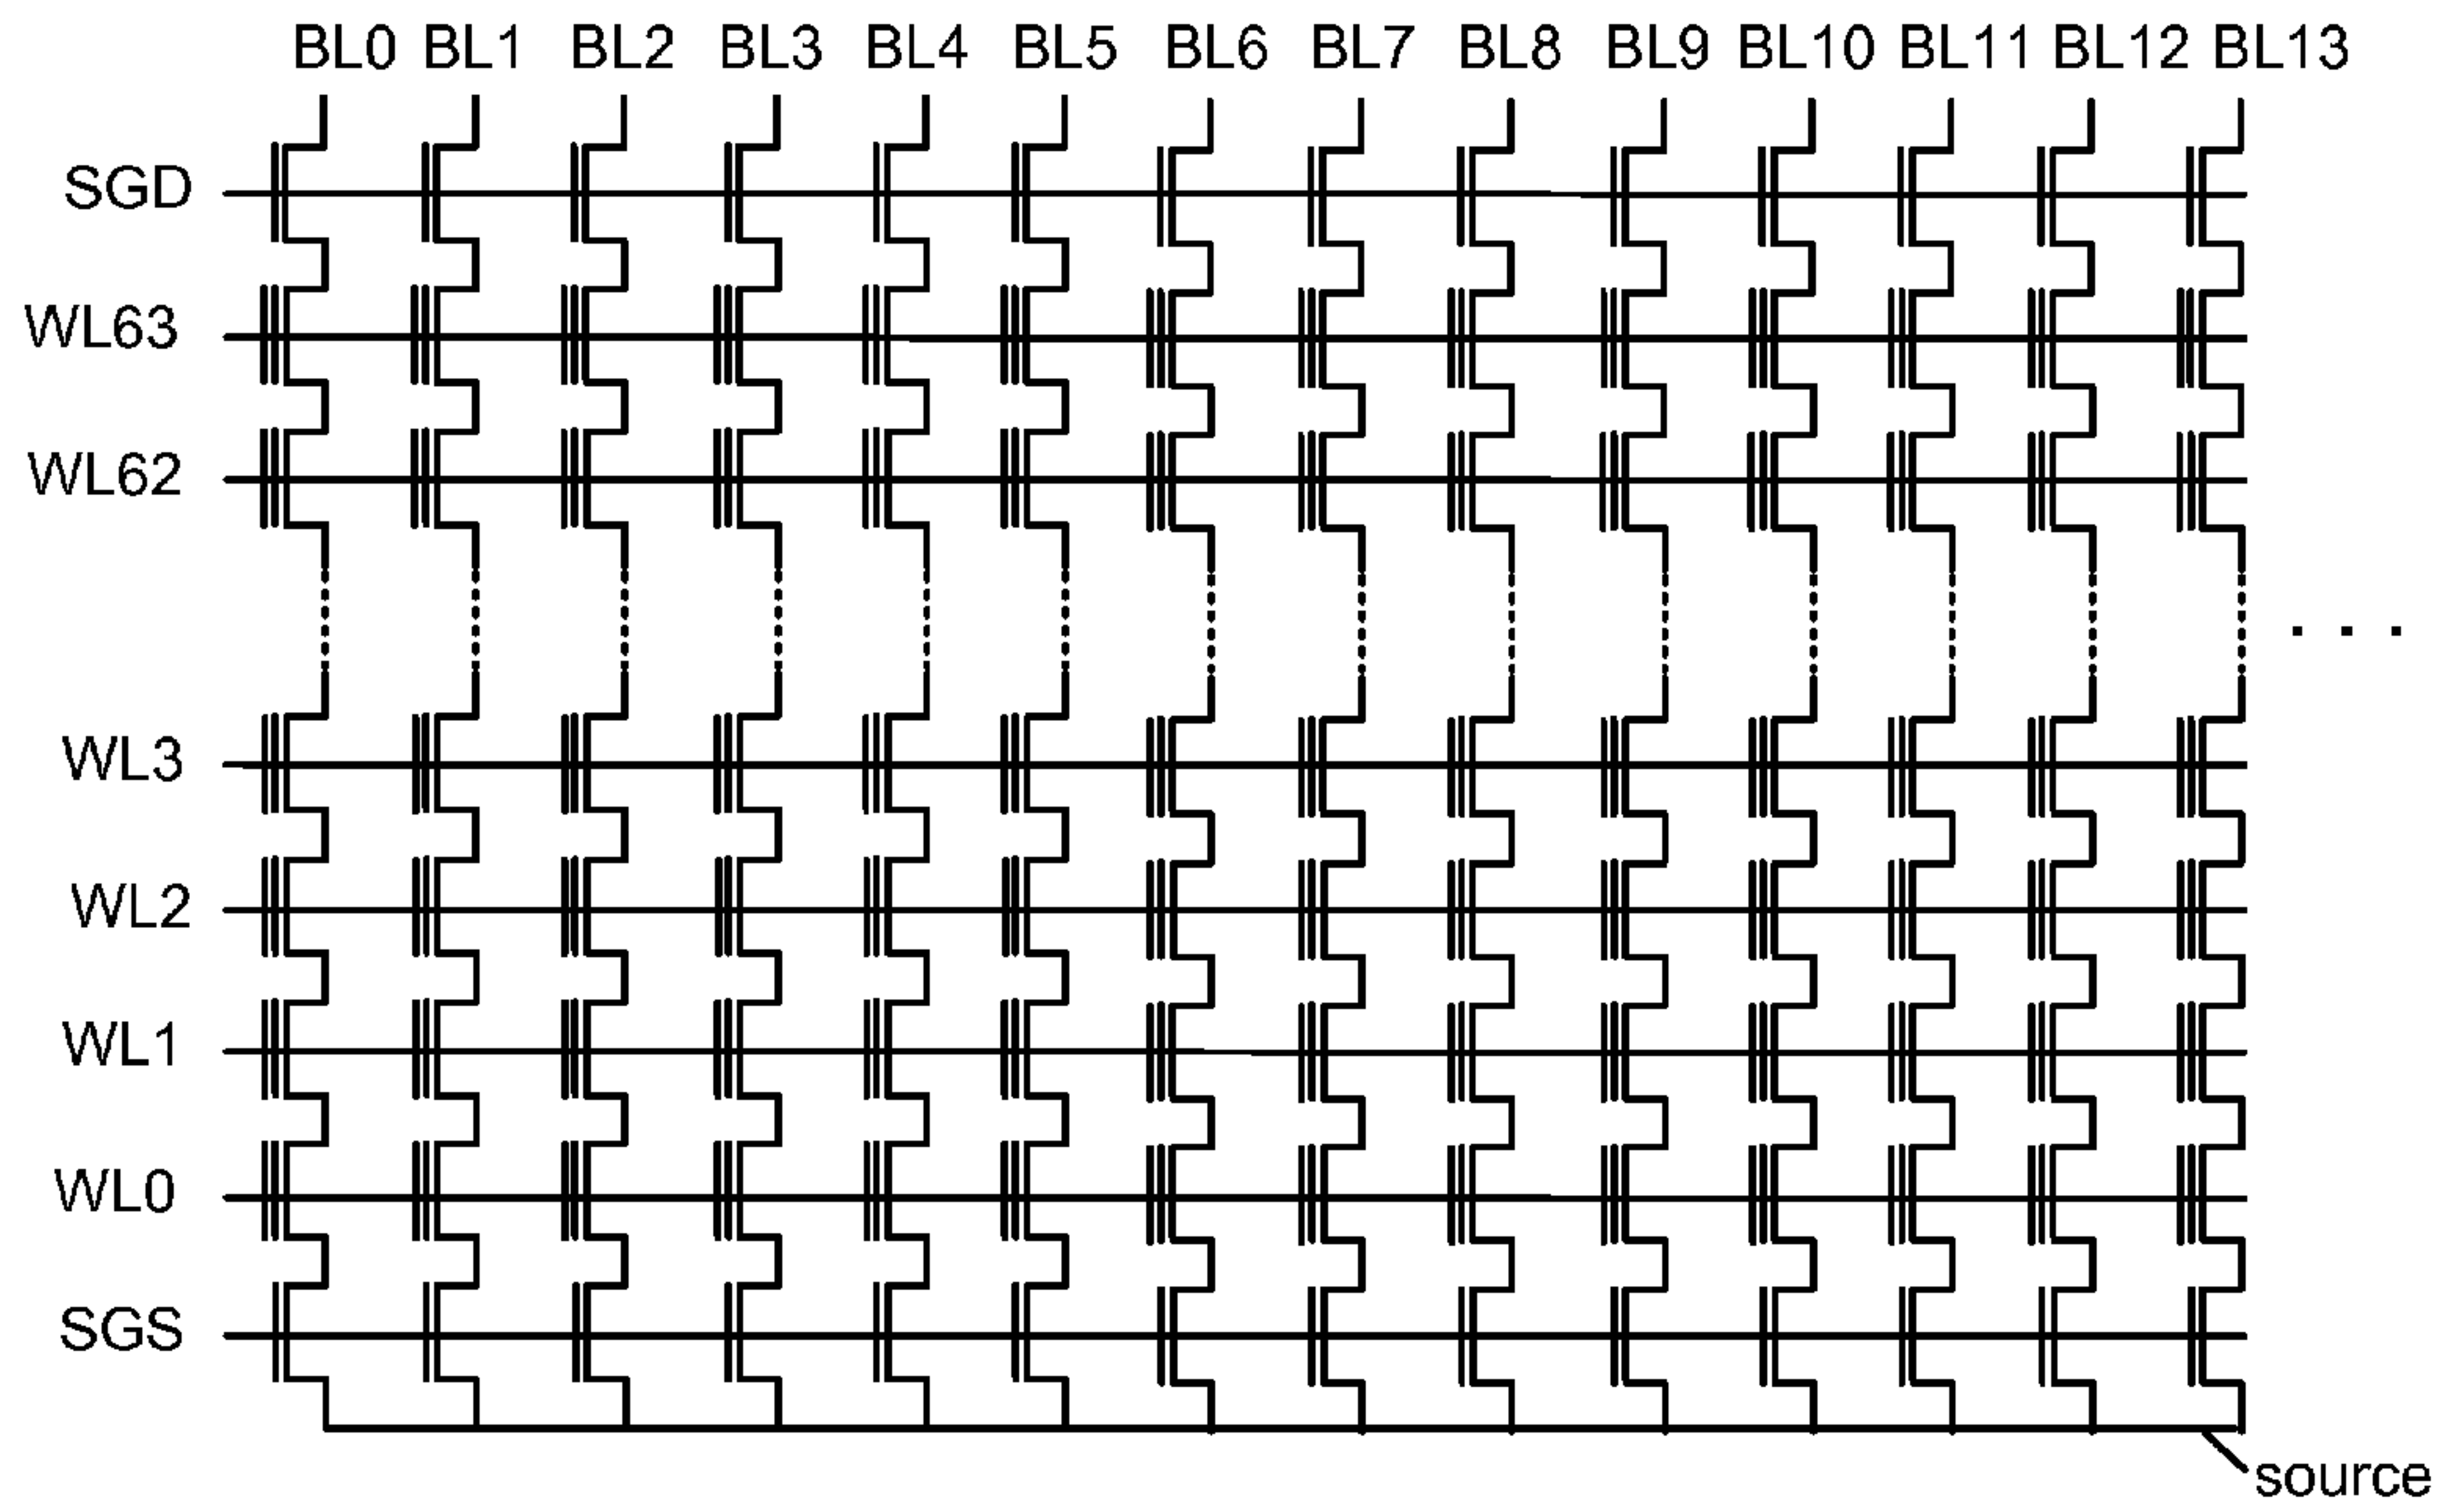 BL0 BL1 BL2 BL3 BL4 BL5 BL6 BL7 BL8 BL9 BL10 BL11 BL12 BL13
SGD
WL63
WL62
. . .
WL3
WL2
WL1
WL0
SGS
source